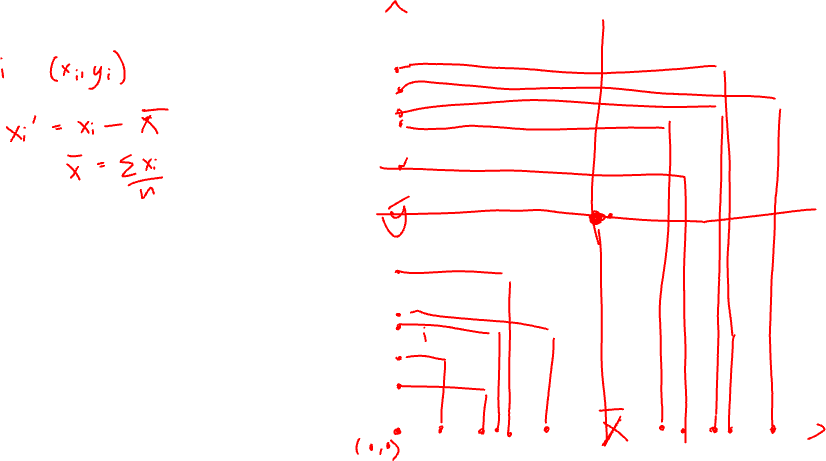 i (xᵢ, yᵢ)
xᵢ' = xᵢ − x̄
x̄ = Σxᵢ/n
ȳ
i
x̄
(0,0)